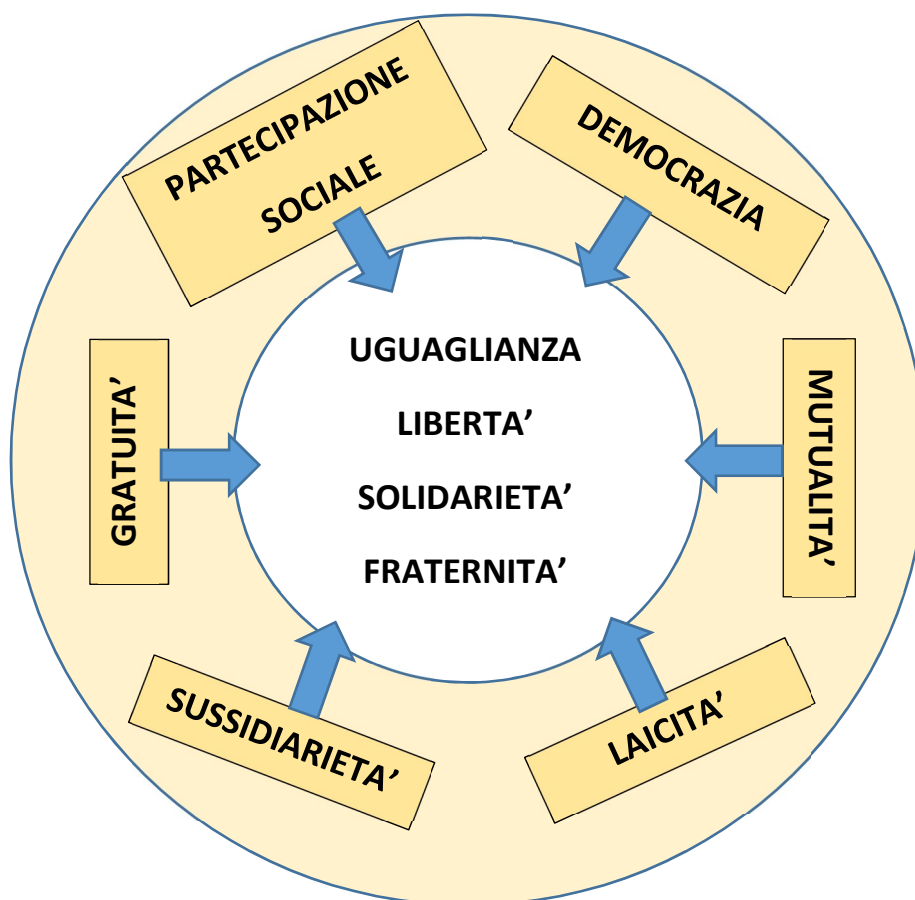 PARTECIPAZIONE
SOCIALE
DEMOCRAZIA
UGUAGLIANZA
LIBERTA’
SOLIDARIETA’
FRATERNITA’
GRATUITA’
MUTUALITA’
SUSSIDIARIETA’
LAICITA’